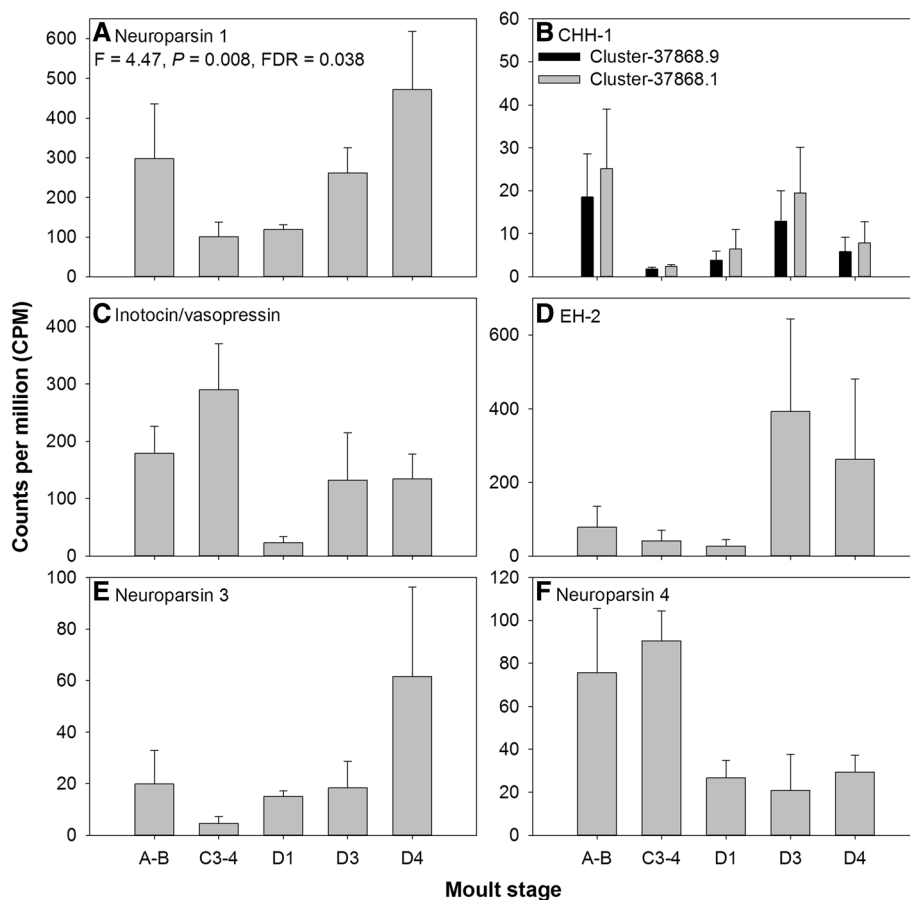 A Neuroparsin 1
F = 4.47, P = 0.008, FDR = 0.038
600
500
400
300
200
100
0
B CHH-1
Cluster-37868.9
Cluster-37868.1
60
50
40
30
20
10
0
Counts per million (CPM)
C Inotocin/vasopressin
400
300
200
100
0
D EH-2
600
400
200
0
E Neuroparsin 3
100
80
60
40
20
0
A-B C3-4 D1 D3 D4
F Neuroparsin 4
120
100
80
60
40
20
0
A-B C3-4 D1 D3 D4
Moult stage